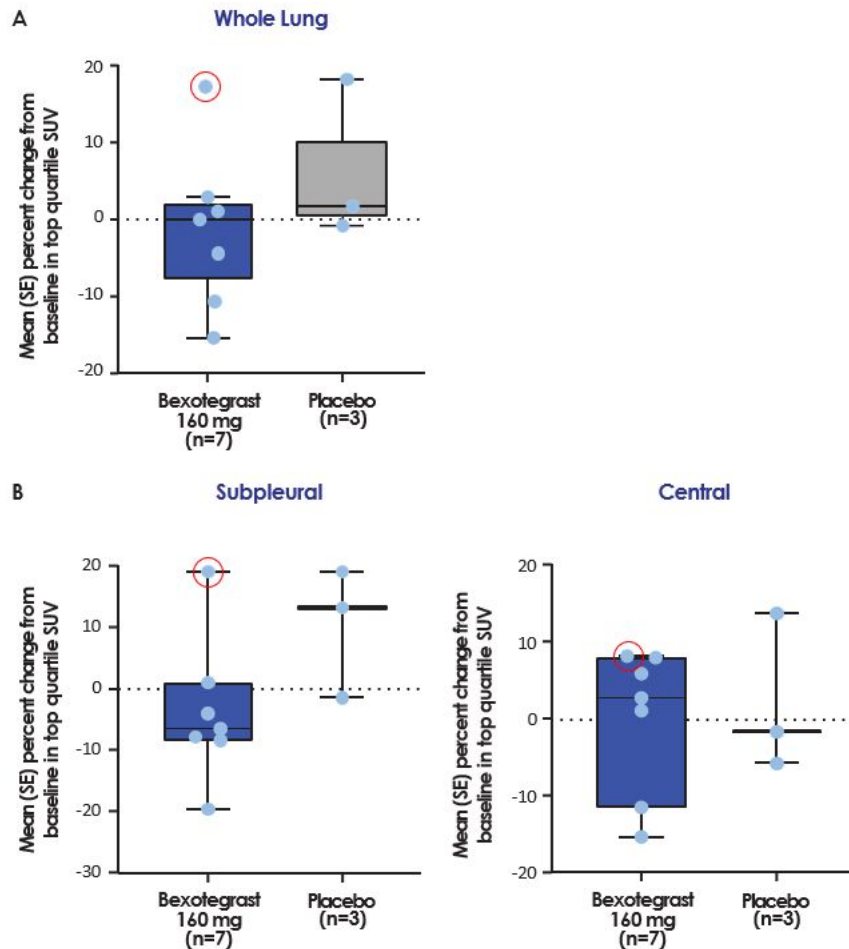 A
Whole Lung
Mean (SE) percent change from
baseline in top quartile SUV
20
10
0
-10
-20
Bexotegrast
160 mg
(n=7)
Placebo
(n=3)
B
Subpleural
Mean (SE) percent change from
baseline in top quartile SUV
20
10
0
-10
-20
-30
Bexotegrast
160 mg
(n=7)
Placebo
(n=3)
Central
Mean (SE) percent change from
baseline in top quartile SUV
20
10
0
-10
-20
Bexotegrast
160 mg
(n=7)
Placebo
(n=3)